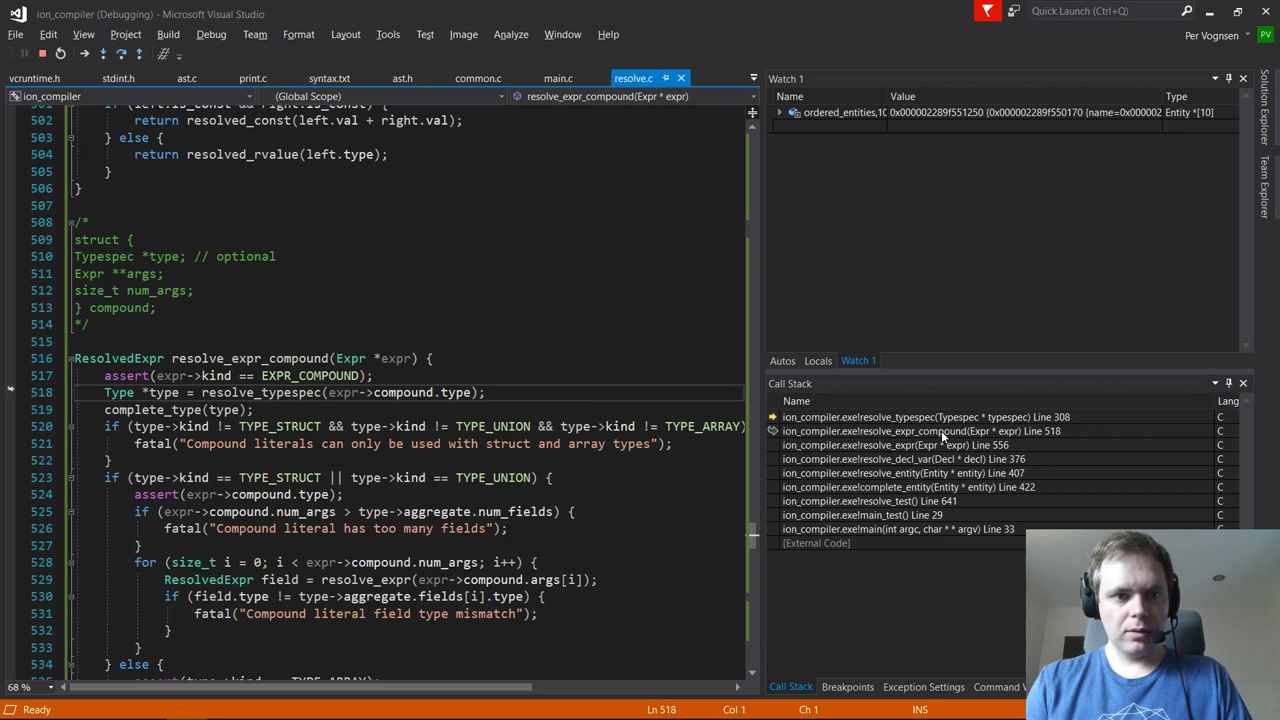 ion_compiler (Debugging) - Microsoft Visual Studio
Quick Launch (Ctrl+Q)
File Edit View Project Build Debug Team Format Layout Tools Test Image Analyze Window Help
Per Vognsen PV
vcruntime.h stdint.h ast.c print.c syntax.txt ast.h common.c main.c resolve.c
ion_compiler (Global Scope) resolve_expr_compound(Expr * expr)
502 return resolved_const(left.val + right.val);
503 } else {
504 return resolved_rvalue(left.type);
505 }
506 }
507
508 /*
509 struct {
510 Typespec *type; // optional
511 Expr **args;
512 size_t num_args;
513 } compound;
514 */
515
516 ResolvedExpr resolve_expr_compound(Expr *expr) {
517 assert(expr->kind == EXPR_COMPOUND);
518 Type *type = resolve_typespec(expr->compound.type);
519 complete_type(type);
520 if (type->kind != TYPE_STRUCT && type->kind != TYPE_UNION && type->kind != TYPE_ARRAY)
521 fatal("Compound literals can only be used with struct and array types");
522 }
523 if (type->kind == TYPE_STRUCT || type->kind == TYPE_UNION) {
524 assert(expr->compound.type);
525 if (expr->compound.num_args > type->aggregate.num_fields) {
526 fatal("Compound literal has too many fields");
527 }
528 for (size_t i = 0; i < expr->compound.num_args; i++) {
529 ResolvedExpr field = resolve_expr(expr->compound.args[i]);
530 if (field.type != type->aggregate.fields[i].type) {
531 fatal("Compound literal field type mismatch");
532 }
533 }
534 } else {
68 %
Watch 1
Name Value Type
ordered_entities,10 0x000002289f551250 {0x000002289f550170 {name=0x000002 Entity *[10]
Autos Locals Watch 1
Call Stack
Name Lang
ion_compiler.exe!resolve_typespec(Typespec * typespec) Line 308 C
ion_compiler.exe!resolve_expr_compound(Expr * expr) Line 518 C
ion_compiler.exe!resolve_expr(Expr * expr) Line 556 C
ion_compiler.exe!resolve_decl_var(Decl * decl) Line 376 C
ion_compiler.exe!resolve_entity(Entity * entity) Line 407 C
ion_compiler.exe!complete_entity(Entity * entity) Line 422 C
ion_compiler.exe!resolve_test() Line 641 C
ion_compiler.exe!main_test() Line 29 C
ion_compiler.exe!main(int argc, char * * argv) Line 33 C
[External Code]
Call Stack Breakpoints Exception Settings Command
Solution Explorer
Team Explorer
Ready Ln 518 Col 1 Ch 1 INS